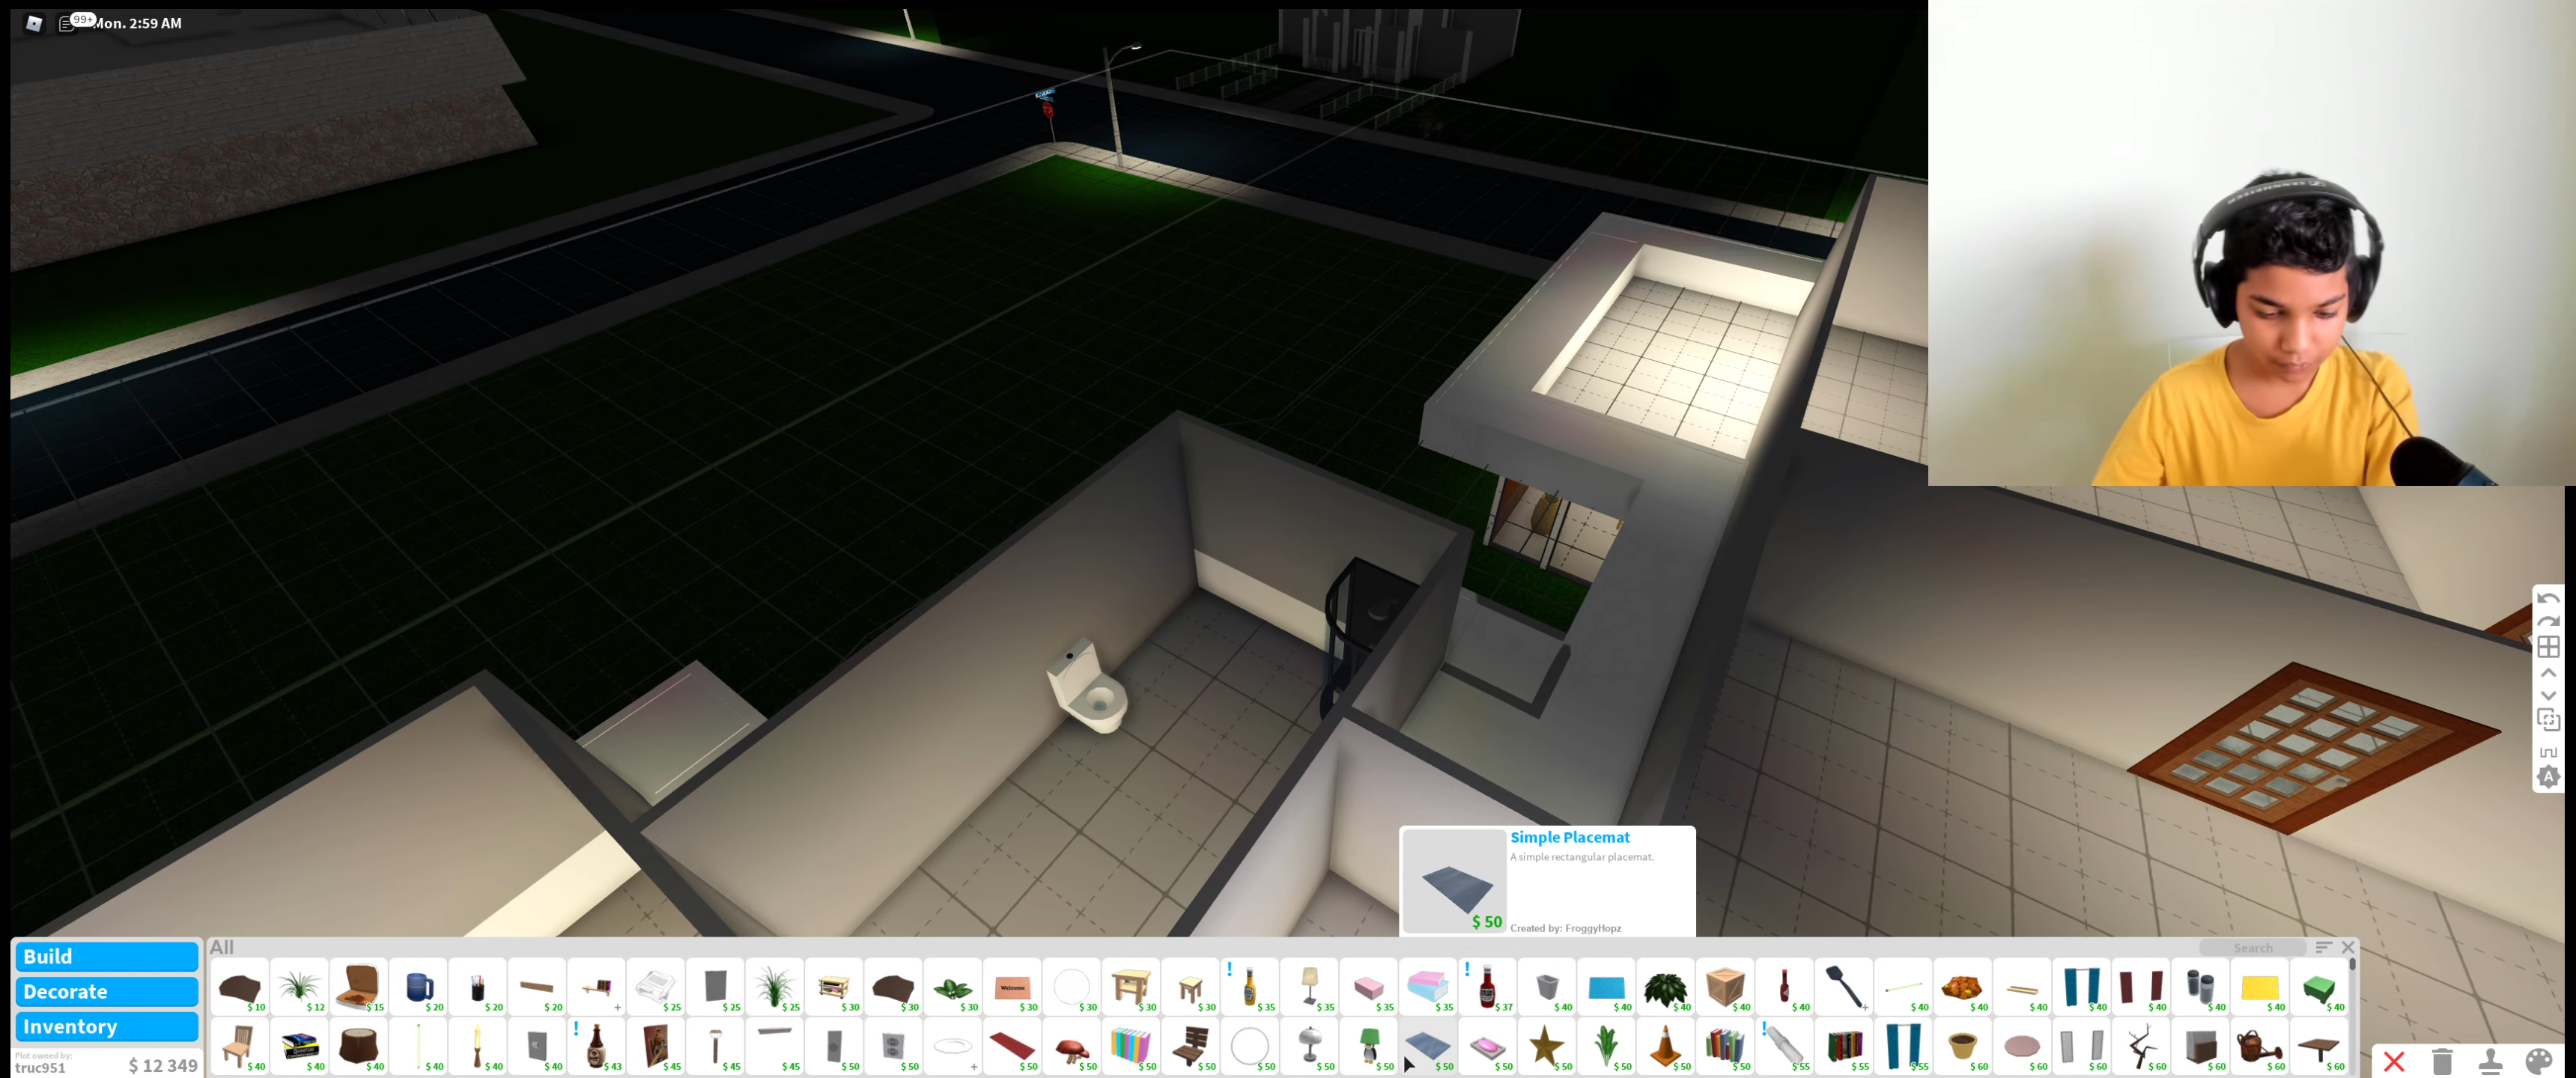 99+
Mon. 2:59 AM
SENNHEISER
Simple Placemat
A simple rectangular placemat.
$ 50
Created by: FroggyHopz
Build
Decorate
Inventory
Plot owned by:
truc951
$ 12 349
All
Search
$ 10 $ 12 $ 15 $ 20 $ 20 $ 20 + $ 25 $ 25 $ 25 $ 30 $ 30 $ 30 $ 30 $ 30 $ 30 $ 30 ! $ 35 $ 35 $ 35 $ 35 ! $ 37 $ 40 $ 40 $ 40 $ 40 $ 40 + $ 40 $ 40 $ 40 $ 40 $ 40 $ 40 $ 40 $ 40
Welcome
$ 40 $ 40 $ 40 $ 40 $ 40 $ 40 ! $ 43 $ 45 $ 45 $ 45 $ 50 $ 50 + $ 50 $ 50 $ 50 $ 50 $ 50 $ 50 $ 50 $ 50 $ 50 $ 50 $ 50 $ 50 $ 50 ! $ 55 $ 55 $ 55 $ 60 $ 60 $ 60 $ 60 $ 60 $ 60 $ 60
A